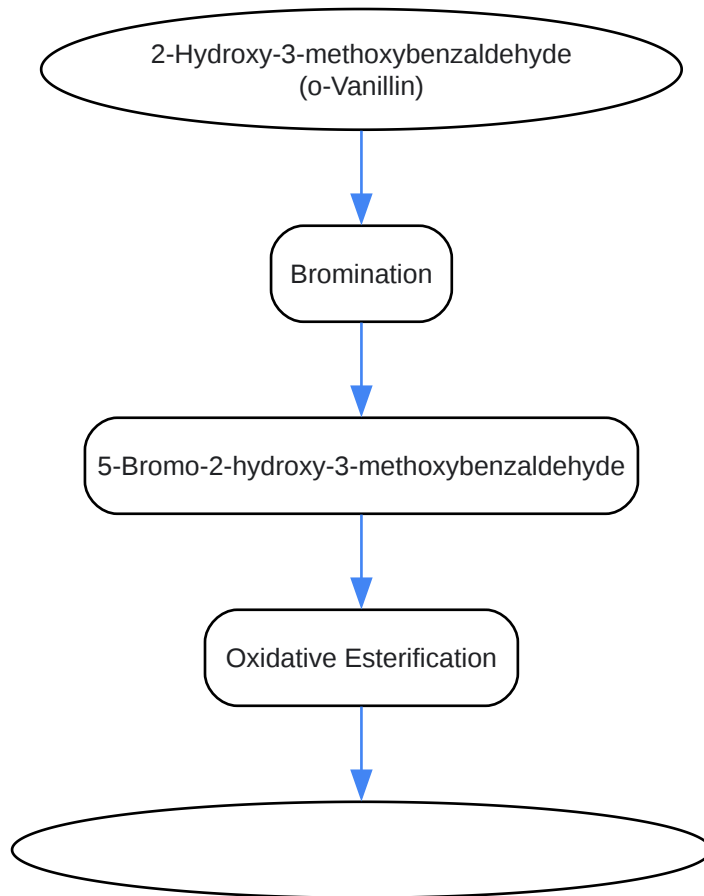 2-Hydroxy-3-methoxybenzaldehyde
(o-Vanillin)
Bromination
5-Bromo-2-hydroxy-3-methoxybenzaldehyde
Oxidative Esterification